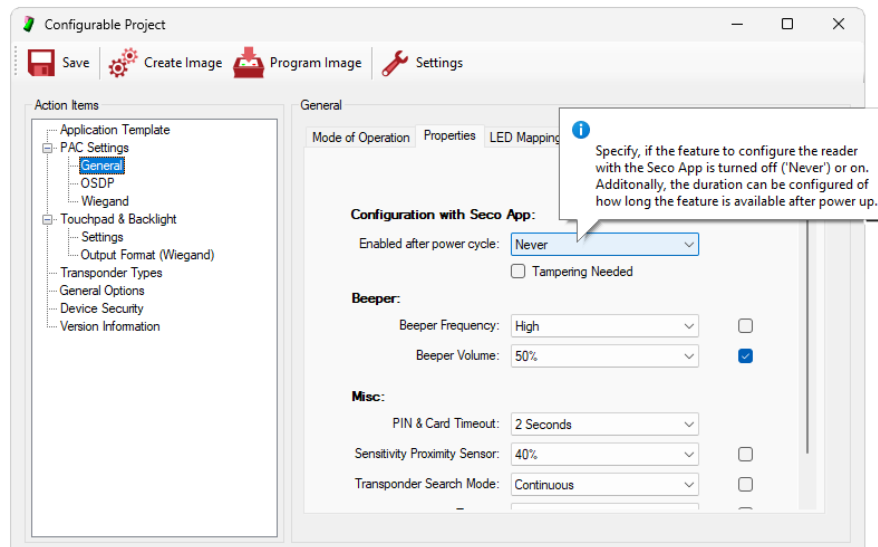 Configurable Project
Save
Create Image
Program Image
Settings
Action Items
Application Template
PAC Settings
General
OSDP
Wiegand
Touchpad & Backlight
Settings
Output Format (Wiegand)
Transponder Types
General Options
Device Security
Version Information
General
Mode of Operation
Properties
LED Mapping
Specify, if the feature to configure the reader
with the Seco App is turned off ('Never') or on.
Additonally, the duration can be configured of
how long the feature is available after power up.
Configuration with Seco App:
Enabled after power cycle: Never
Tampering Needed
Beeper:
Beeper Frequency: High
Beeper Volume: 50%
Misc:
PIN & Card Timeout: 2 Seconds
Sensitivity Proximity Sensor: 40%
Transponder Search Mode: Continuous